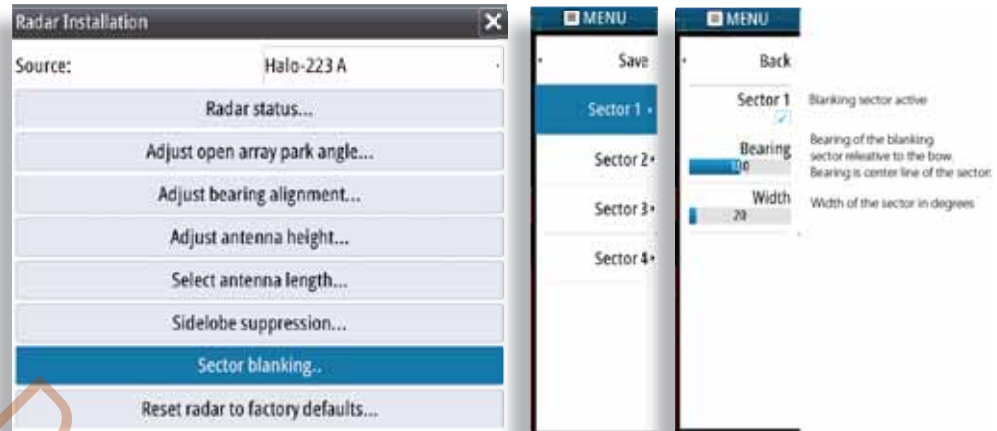 Radar Installation
Source: Halo-223 A
Radar status...
Adjust open array park angle...
Adjust bearing alignment...
Adjust antenna height...
Select antenna length...
Sidelobe suppression...
Sector blanking..
Reset radar to factory defaults...
MENU
Save
Sector 1
Sector 2
Sector 3
Sector 4
MENU
Back
Sector 1
Bearing
Width
20
Blanking sector active
Bearing of the blanking
sector releative to the bow.
Bearing is center line of the sector.
Width of the sector in degrees